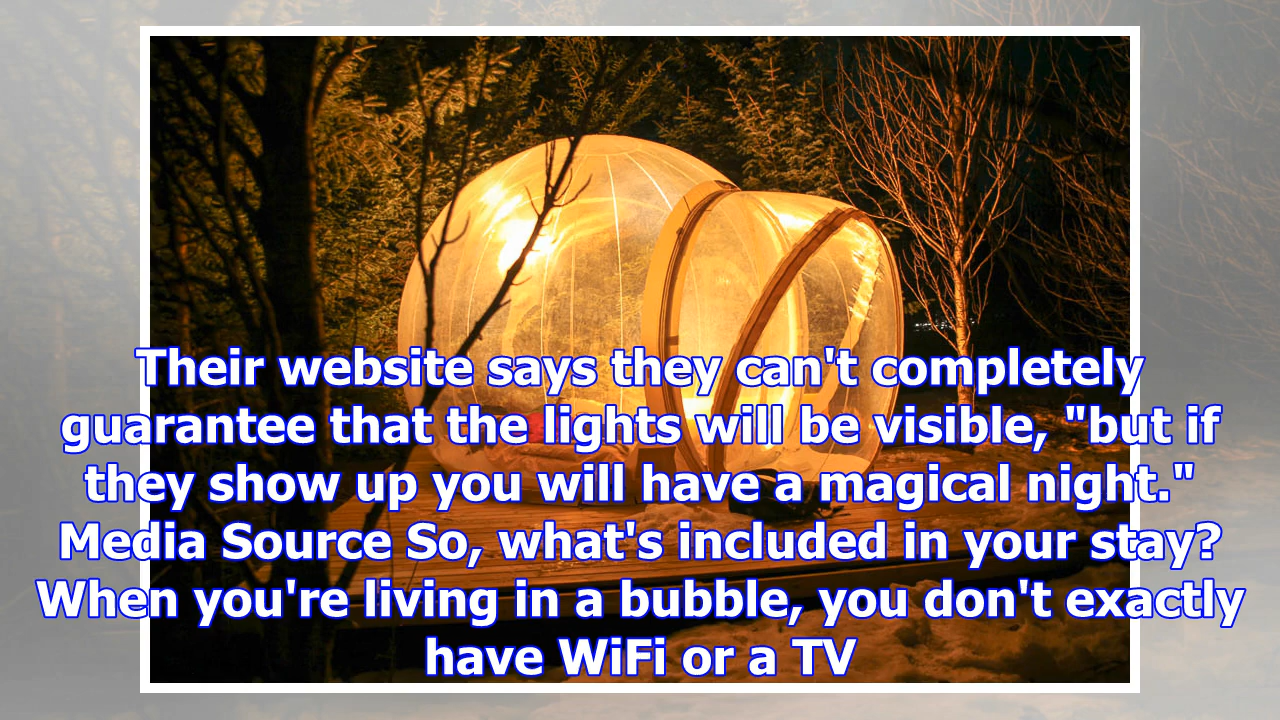 Their website says they can't completely
guarantee that the lights will be visible, "but if
they show up you will have a magical night."
Media Source So, what's included in your stay?
When you're living in a bubble, you don't exactly
have WiFi or a TV